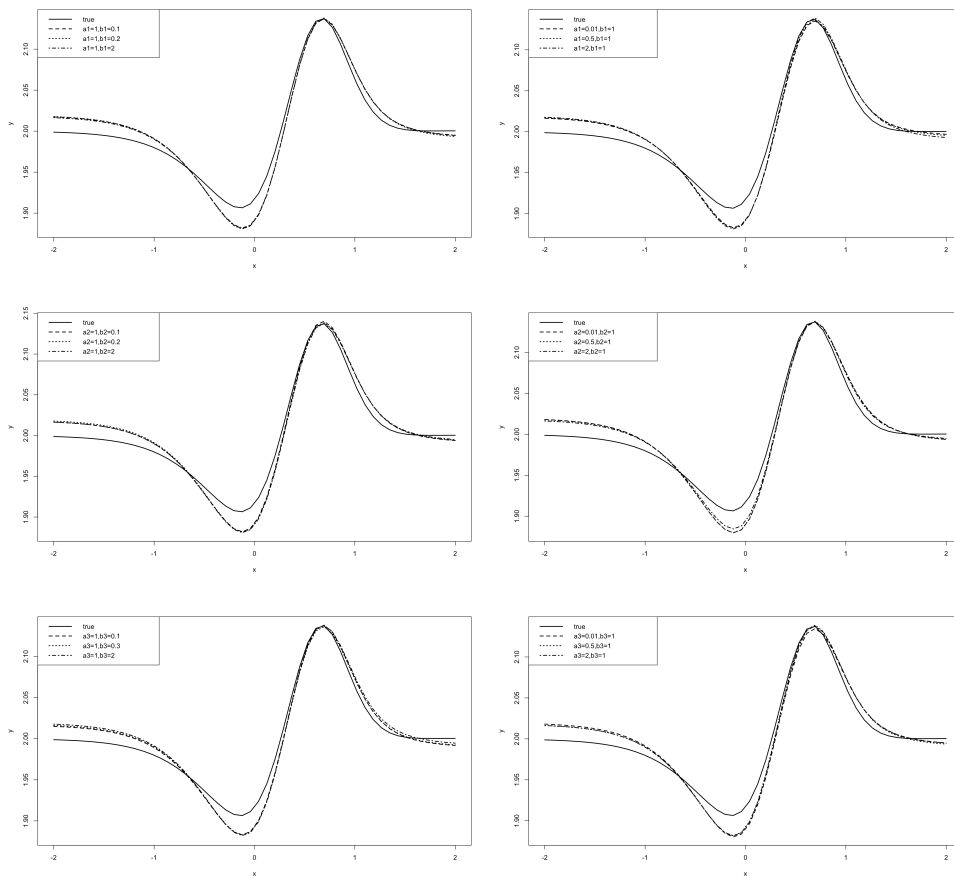 true
a1=1,b1=0.1
a1=1,b1=0.2
a1=1,b1=2
y
2.10
2.05
2.00
1.95
1.90
-2 -1 0 1 2
x
true
a1=0.01,b1=1
a1=0.5,b1=1
a1=2,b1=1
y
2.10
2.05
2.00
1.95
1.90
-2 -1 0 1 2
x
true
a2=1,b2=0.1
a2=1,b2=0.2
a2=1,b2=2
y
2.15
2.10
2.05
2.00
1.95
1.90
-2 -1 0 1 2
x
true
a2=0.01,b2=1
a2=0.5,b2=1
a2=2,b2=1
y
2.10
2.05
2.00
1.95
1.90
-2 -1 0 1 2
x
true
a3=1,b3=0.1
a3=1,b3=0.3
a3=1,b3=2
y
2.10
2.05
2.00
1.95
1.90
-2 -1 0 1 2
x
true
a3=0.01,b3=1
a3=0.5,b3=1
a3=2,b3=1
y
2.10
2.05
2.00
1.95
1.90
-2 -1 0 1 2
x